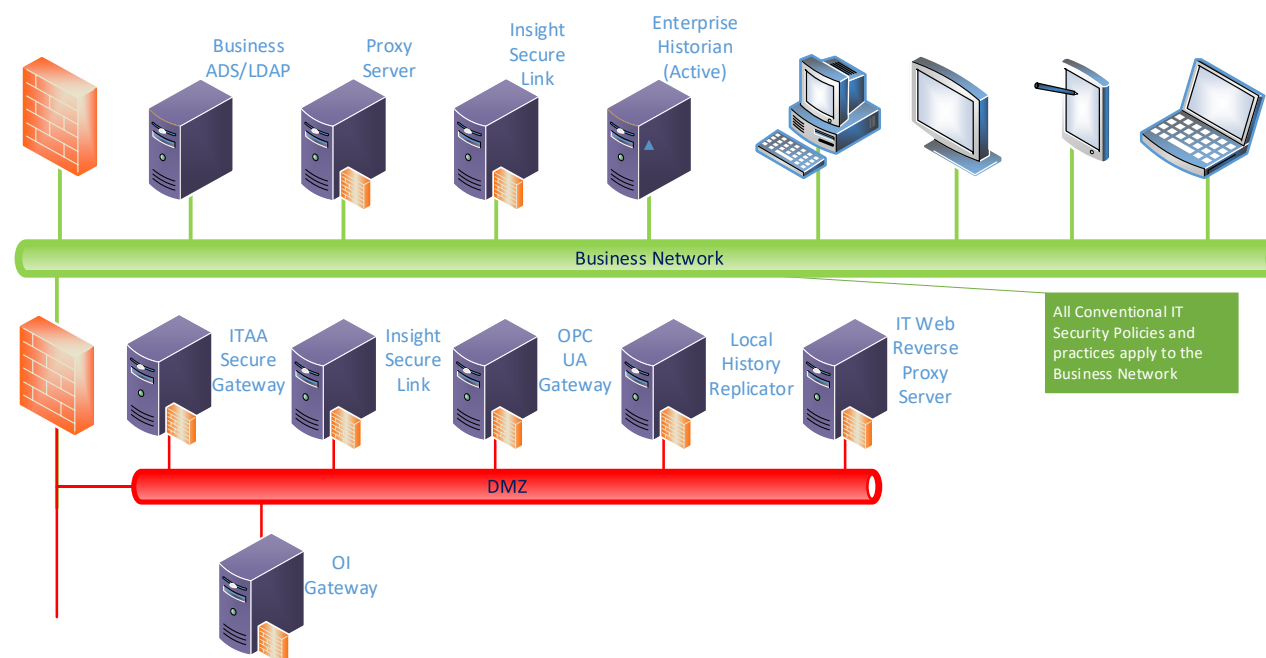 Business
ADS/LDAP
Proxy
Server
Insight
Secure
Link
Enterprise
Historian
(Active)
Business Network
All Conventional IT
Security Policies and
practices apply to the
Business Network
ITAA
Secure
Gateway
Insight
Secure
Link
OPC
UA
Gateway
Local
History
Replicator
IT Web
Reverse
Proxy
Server
DMZ
OI
Gateway